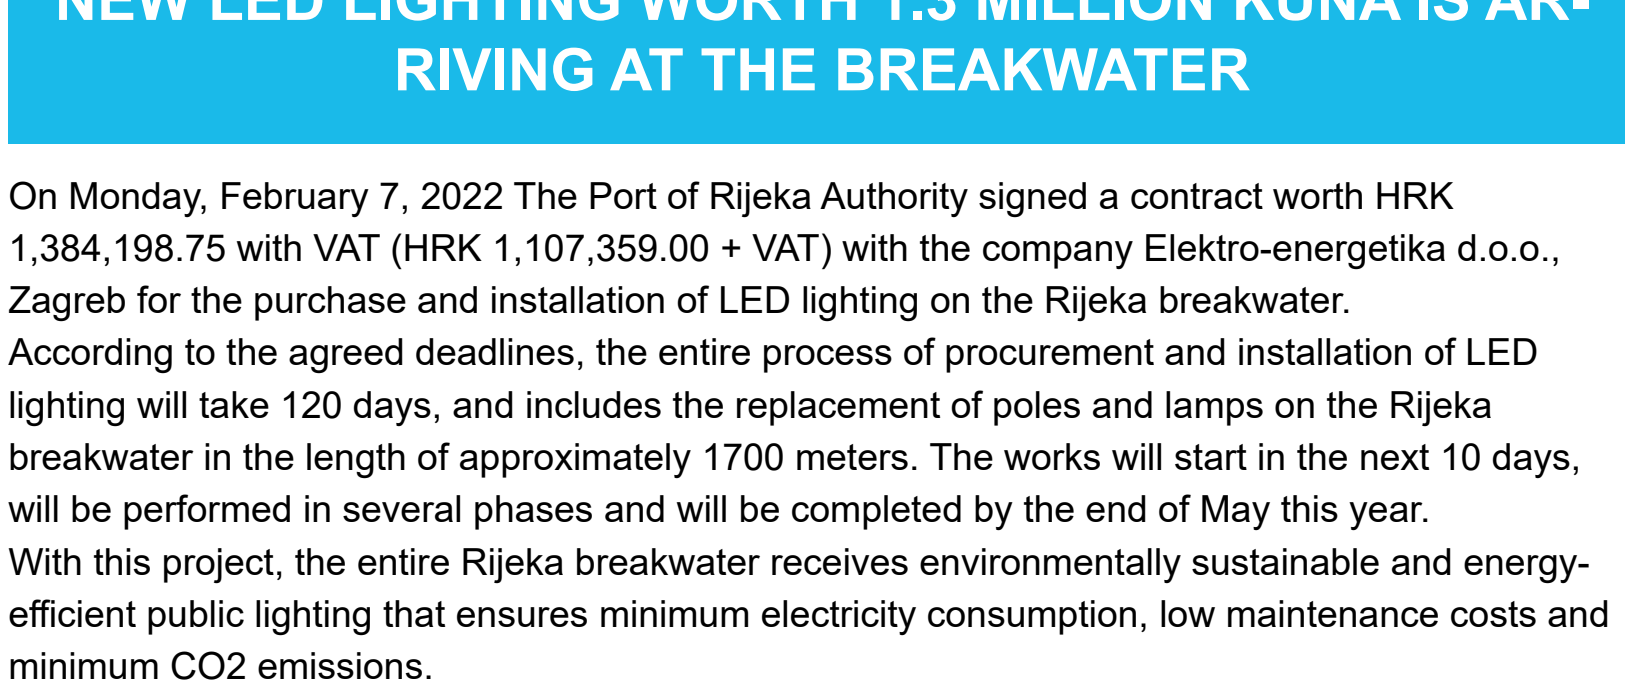 NEW LED LIGHTING WORTH 1.3 MILLION KUNA IS AR-
RIVING AT THE BREAKWATER
On Monday, February 7, 2022 The Port of Rijeka Authority signed a contract worth HRK
1,384,198.75 with VAT (HRK 1,107,359.00 + VAT) with the company Elektro-energetika d.o.o.,
Zagreb for the purchase and installation of LED lighting on the Rijeka breakwater.
According to the agreed deadlines, the entire process of procurement and installation of LED
lighting will take 120 days, and includes the replacement of poles and lamps on the Rijeka
breakwater in the length of approximately 1700 meters. The works will start in the next 10 days,
will be performed in several phases and will be completed by the end of May this year.
With this project, the entire Rijeka breakwater receives environmentally sustainable and energy-
efficient public lighting that ensures minimum electricity consumption, low maintenance costs and
minimum CO2 emissions.